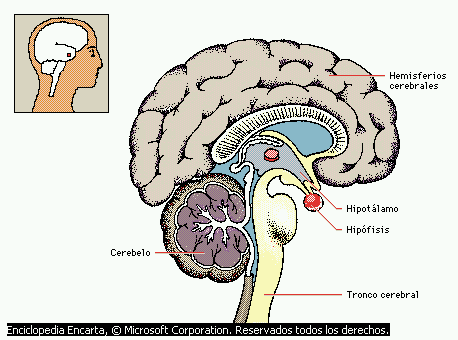 Hemisferios
cerebrales
Hipotálamo
Hipófisis
Cerebelo
Tronco cerebral
Enciclopedia Encarta, © Microsoft Corporation. Reservados todos los derechos.